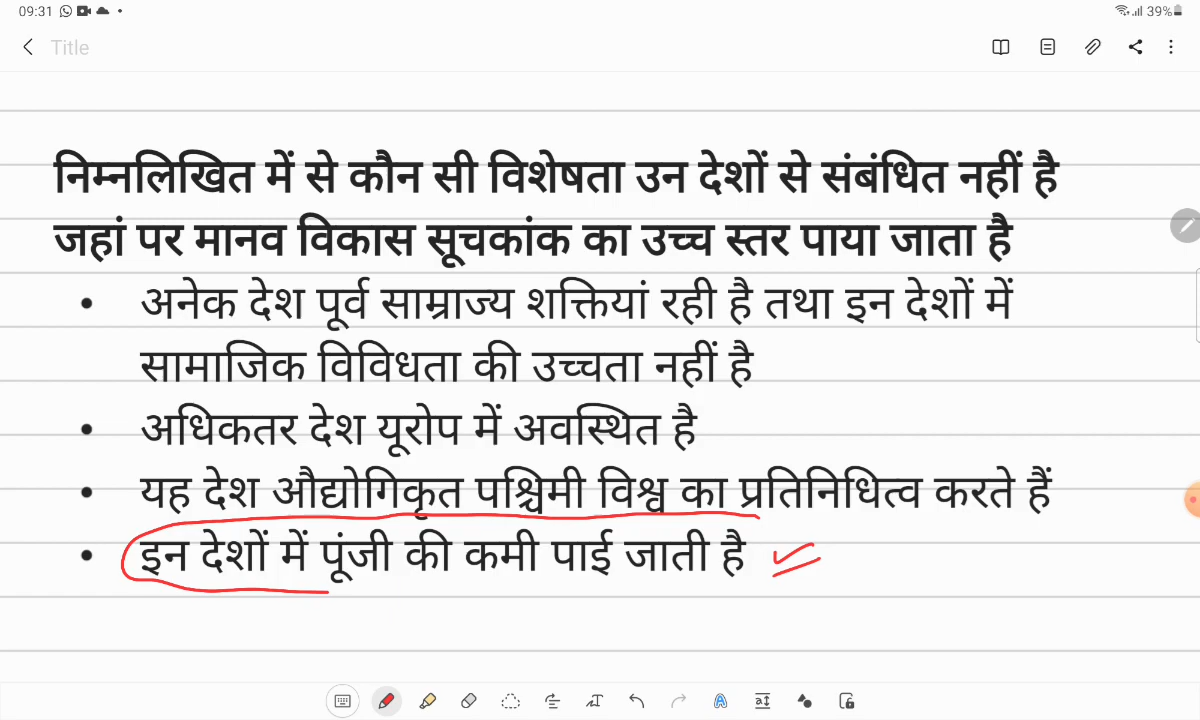 09:31
39%
Title
निम्नलिखित में से कौन सी विशेषता उन देशों से संबंधित नहीं है
जहां पर मानव विकास सूचकांक का उच्च स्तर पाया जाता है
• अनेक देश पूर्व साम्राज्य शक्तियां रही है तथा इन देशों में
सामाजिक विविधता की उच्चता नहीं है
• अधिकतर देश यूरोप में अवस्थित है
• यह देश औद्योगिकृत पश्चिमी विश्व का प्रतिनिधित्व करते हैं
• इन देशों में पूंजी की कमी पाई जाती है